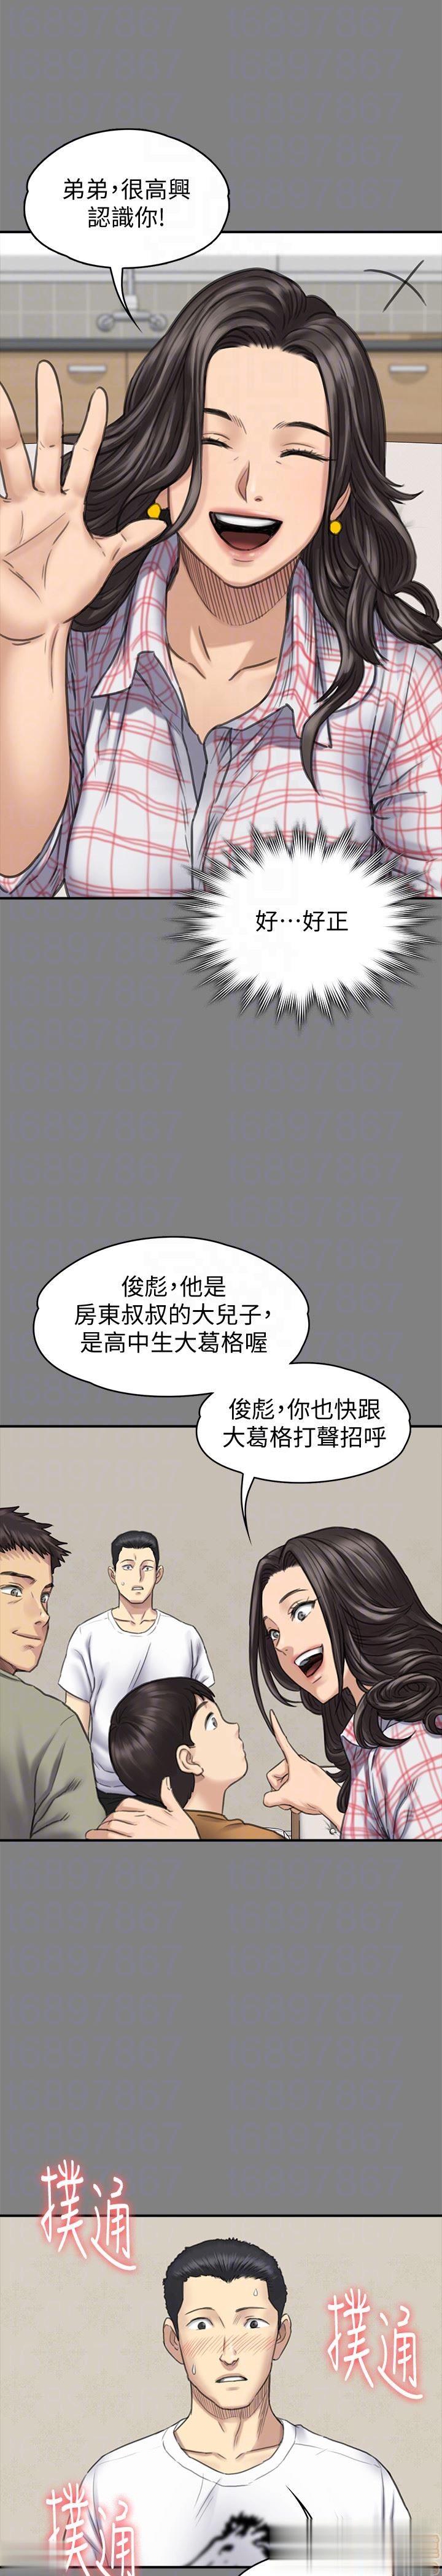 弟弟，很高興
認識你!
好…好正
俊彪，他是
房東叔叔的大兒子，
是高中生大葛格喔
俊彪，你也快跟
大葛格打聲招呼
撲通
撲通
撲通